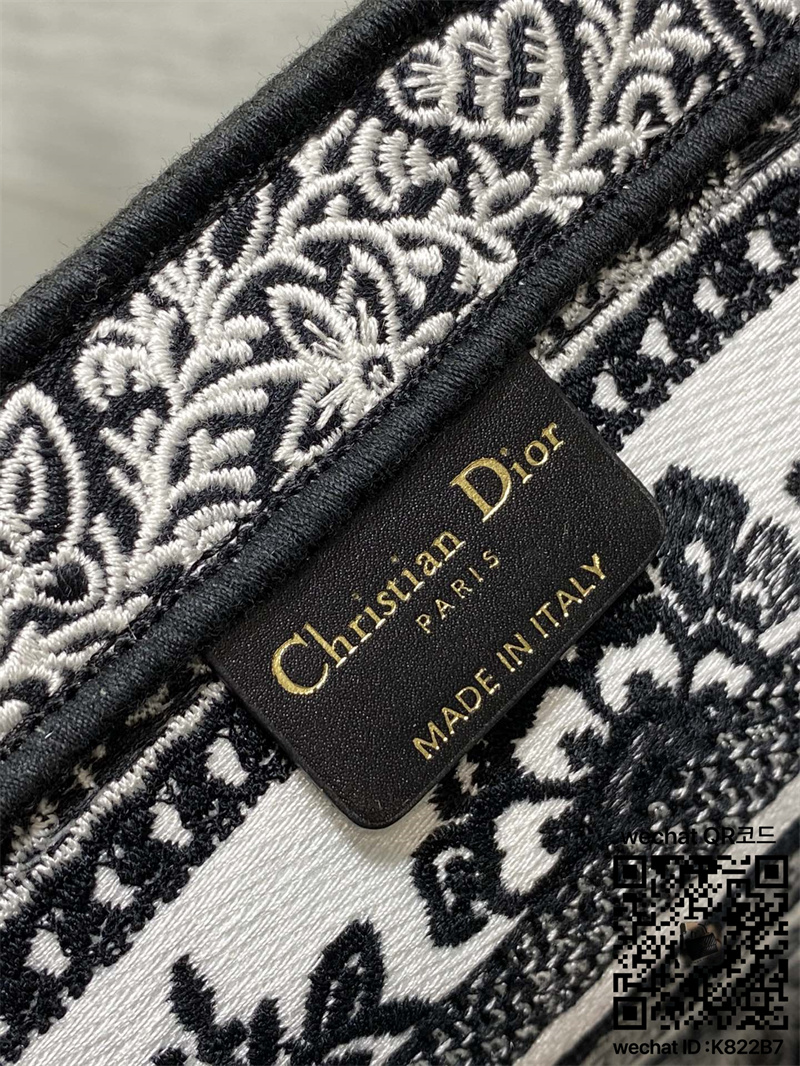 Christian Dior
PARIS
MADE IN ITALY
wechat QR코드
wechat ID :K822B7